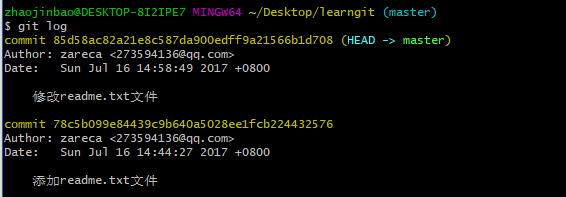 zhaojinbao@DESKTOP-8I2IPE7 MINGW64 ~/Desktop/learngit (master)
$ git log
commit 85d58ac82a21e8c587da900edff9a21566b1d708 (HEAD -> master)
Author: zareca <273594136@qq.com>
Date:   Sun Jul 16 14:58:49 2017 +0800
修改readme.txt文件
commit 78c5b099e84439c9b640a5028ee1fcb224432576
Author: zareca <273594136@qq.com>
Date:   Sun Jul 16 14:44:27 2017 +0800
添加readme.txt文件